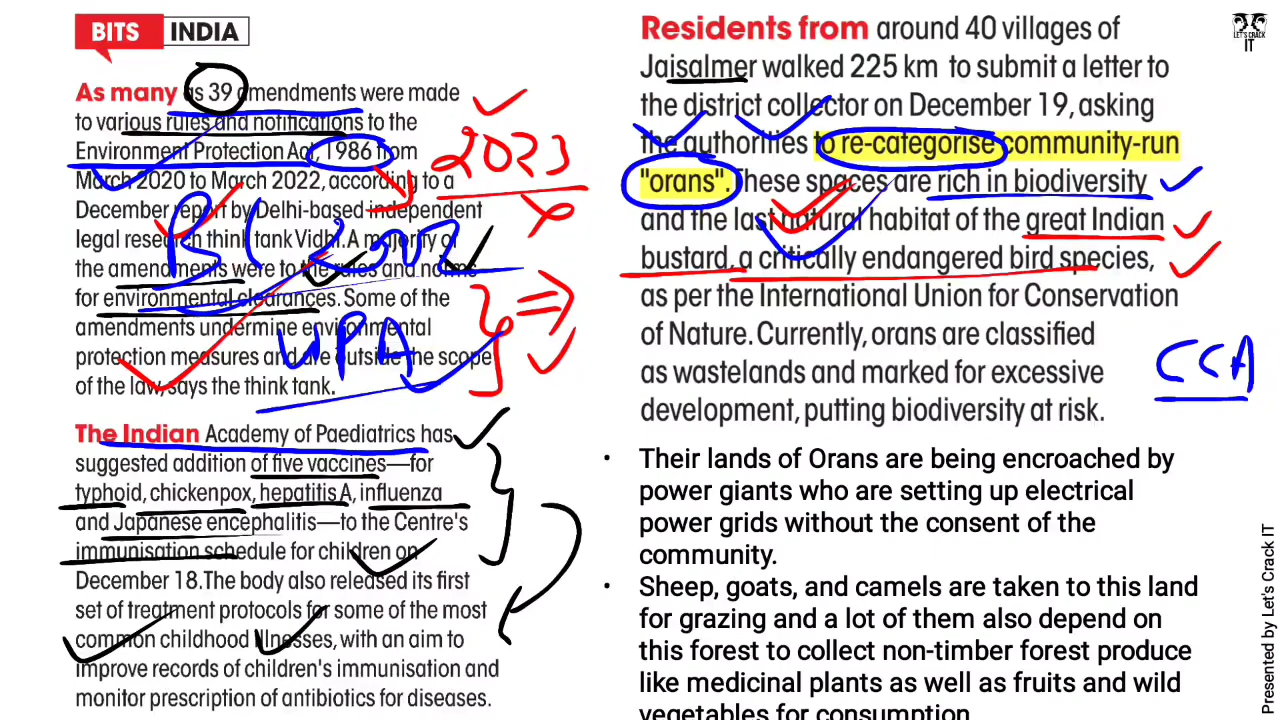 BITS INDIA
As many as 39 amendments were made
to various rules and notifications to the
Environment Protection Act, 1986 from
March 2020 to March 2022, according to a
December report by Delhi-based independent
legal research think tank Vidhi. A majority of
the amendments were to the rules and norms
for environmental clearances. Some of the
amendments undermine environmental
protection measures and are outside the scope
of the law, says the think tank.
2023
2002
UPA
The Indian Academy of Paediatrics has
suggested addition of five vaccines—for
typhoid, chickenpox, hepatitis A, influenza
and Japanese encephalitis—to the Centre's
immunisation schedule for children on
December 18. The body also released its first
set of treatment protocols for some of the most
common childhood illnesses, with an aim to
improve records of children's immunisation and
monitor prescription of antibiotics for diseases.
Residents from around 40 villages of
Jaisalmer walked 225 km to submit a letter to
the district collector on December 19, asking
the authorities to re-categorise community-run
"orans". These spaces are rich in biodiversity
and the last natural habitat of the great Indian
bustard, a critically endangered bird species,
as per the International Union for Conservation
of Nature. Currently, orans are classified
as wastelands and marked for excessive
development, putting biodiversity at risk.
CCA
• Their lands of Orans are being encroached by
power giants who are setting up electrical
power grids without the consent of the
community.
• Sheep, goats, and camels are taken to this land
for grazing and a lot of them also depend on
this forest to collect non-timber forest produce
like medicinal plants as well as fruits and wild
vegetables for consumption
LET'S CRACK
IT
Presented by Let's Crack IT